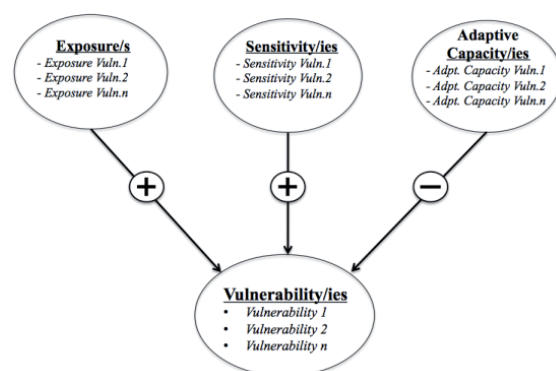 Exposure/s
- Exposure Vuln.1
- Exposure Vuln.2
- Exposure Vuln.n
Sensitivity/ies
- Sensitivity Vuln.1
- Sensitivity Vuln.2
- Sensitivity Vuln.n
Adaptive
Capacity/ies
- Adpt. Capacity Vuln.1
- Adpt. Capacity Vuln.2
- Adpt. Capacity Vuln.n
+
+
−
Vulnerability/ies
• Vulnerability 1
• Vulnerability 2
• Vulnerability n